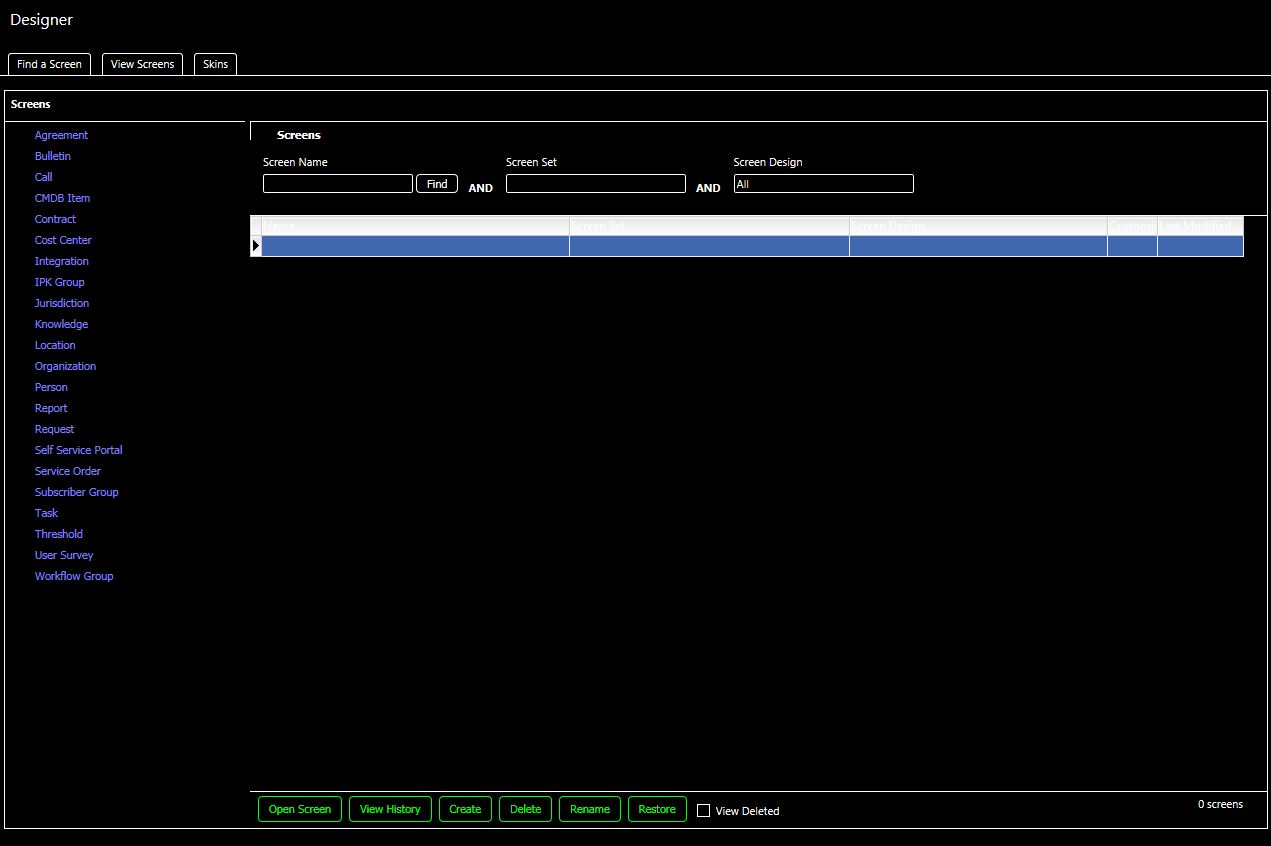 Designer
Find a Screen View Screens Skins
Screens
Agreement
Bulletin
Call
CMDB Item
Contract
Cost Center
Integration
IPK Group
Jurisdiction
Knowledge
Location
Organization
Person
Report
Request
Self Service Portal
Service Order
Subscriber Group
Task
Threshold
User Survey
Workflow Group
Screens
Screen Name Screen Set Screen Design
Find AND AND All
Name Screen Set Screen Design Customi Last Modified
Open Screen View History Create Delete Rename Restore View Deleted 0 screens